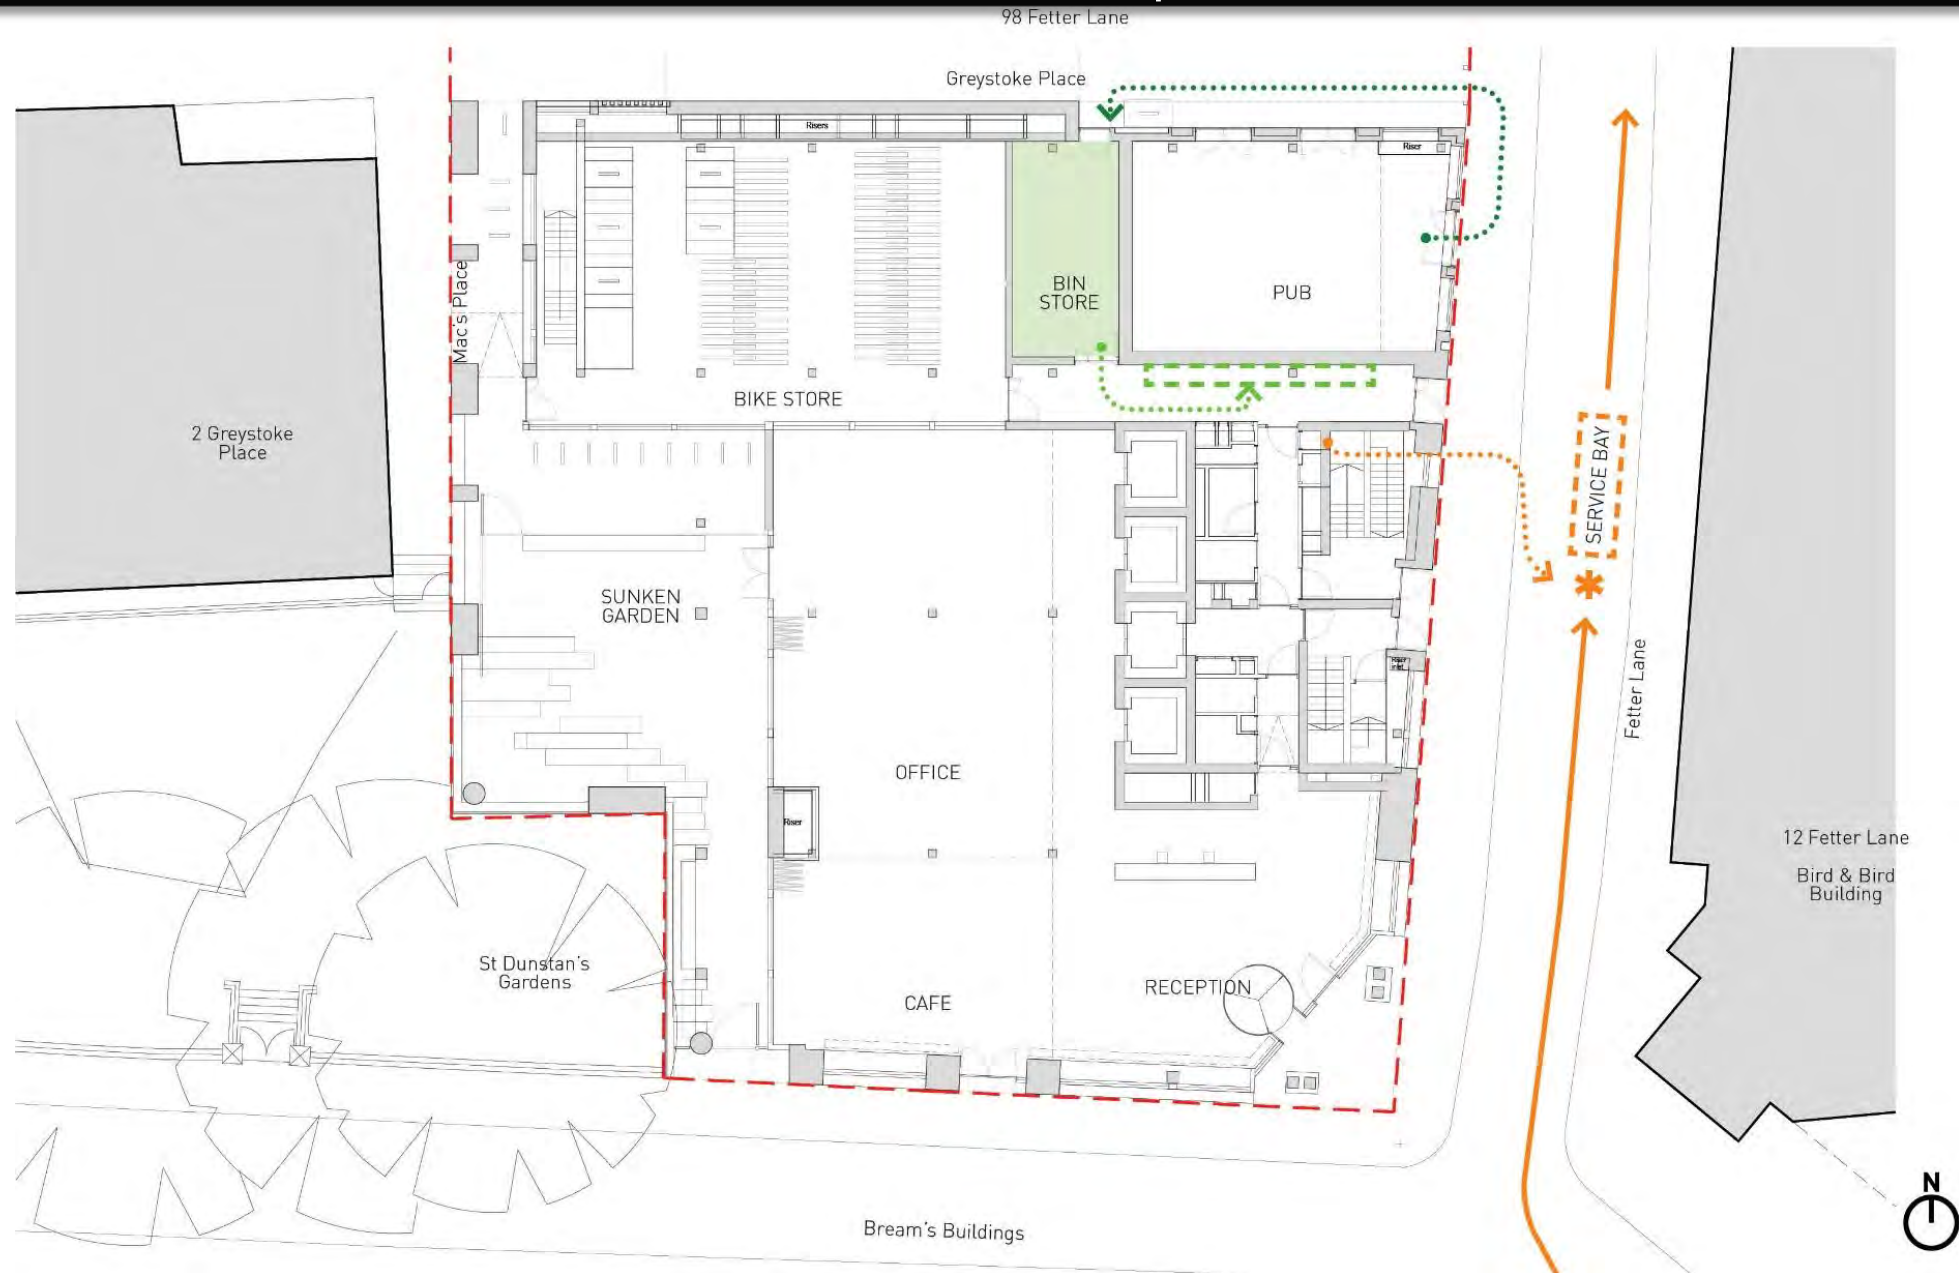 98 Fetter Lane
Greystoke Place
Risers
Riser
BIN
STORE
PUB
Mac's Place
BIKE STORE
2 Greystoke
Place
SERVICE BAY
SUNKEN
GARDEN
Fetter Lane
OFFICE
Riser
12 Fetter Lane
Bird & Bird
Building
St Dunstan's
Gardens
RECEPTION
CAFE
N
Bream's Buildings